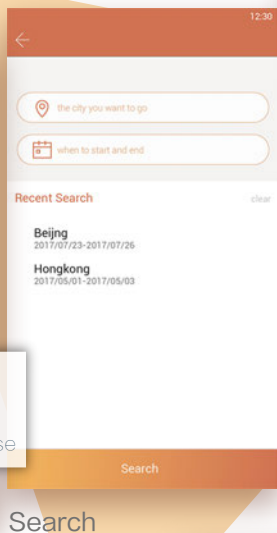 12:30
the city you want to go
when to start and end
Recent Search clear
Beijng
2017/07/23-2017/07/26
Hongkong
2017/05/01-2017/05/03
Search
Search